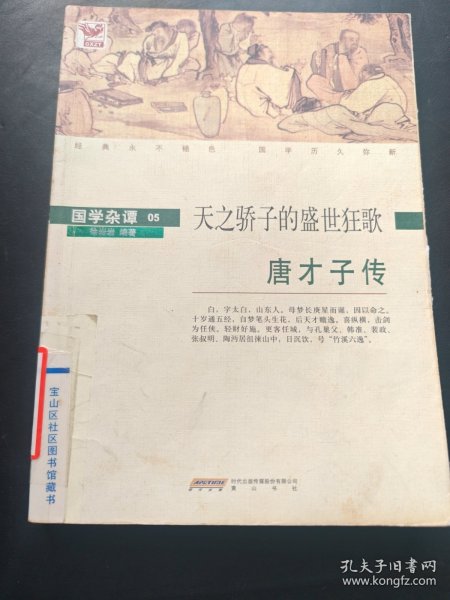 GXZT
经典永不褪色 国学历久弥新
国学杂谭 05
编著
天之骄子的盛世狂歌
唐才子传
白，字太白，山东人。母梦长庚星而诞，因以命之。
十岁通五经，自梦笔头生花，后天才赡逸。喜纵横，击剑
为任侠，轻财好施。更客任城，与孔巢父、韩准、裴政、
张叔明、陶沔居徂徕山中，日沉饮，号“竹溪六逸”。
宝山区社区图书馆藏书
时代出版传媒股份有限公司
黄山书社
孔夫子旧书网
www.kongfz.com